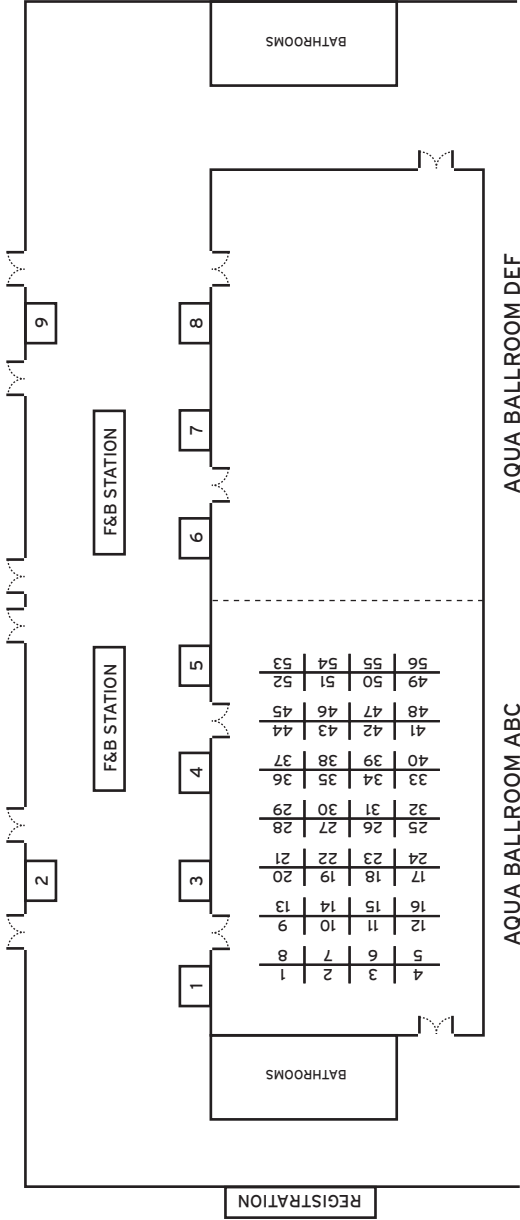 BATHROOMS
9
8
F&B STATION
7
6
AQUA BALLROOM DEF
F&B STATION
5
53 54 55 56
52 51 50 49
45 46 47 48
44 43 42 41
4
37 38 39 40
36 35 34 33
29 30 31 32
28 27 26 25
2
3
21 22 23 24
20 19 18 17
13 14 15 16
9 10 11 12
8 7 6 5
1 2 3 4
1
AQUA BALLROOM ABC
BATHROOMS
REGISTRATION